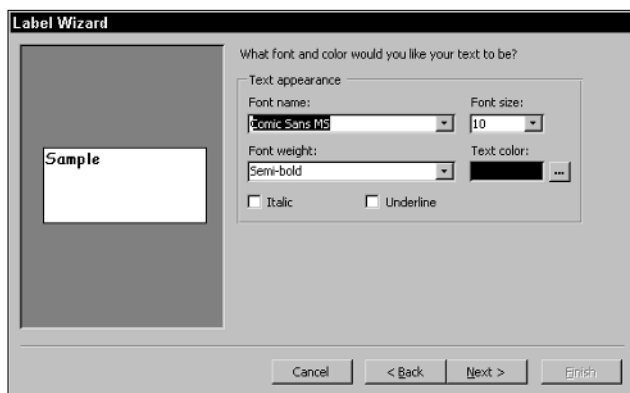 Label Wizard
What font and color would you like your text to be?
Text appearance
Font name: Font size:
Comic Sans MS 10
Sample
Font weight: Text color:
Semi-bold ...
Italic Underline
Cancel < Back Next > Finish